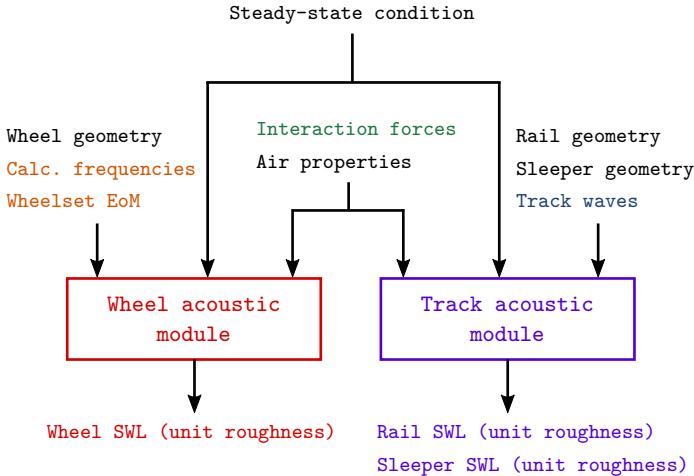 Steady-state condition
Wheel geometry
Calc. frequencies
Wheelset EoM
Interaction forces
Air properties
Rail geometry
Sleeper geometry
Track waves
Wheel acoustic
module
Track acoustic
module
Wheel SWL (unit roughness)
Rail SWL (unit roughness)
Sleeper SWL (unit roughness)